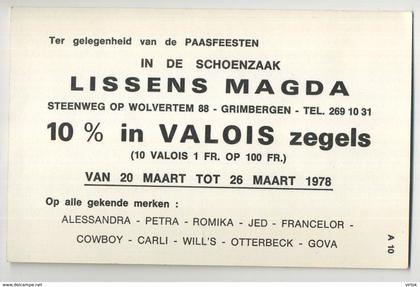 Ter gelegenheid van de PAASFEESTEN
IN DE SCHOENZAAK
LISSENS MAGDA
STEENWEG OP WOLVERTEM 88 - GRIMBERGEN - TEL. 269 10 31
10 % in VALOIS zegels
(10 VALOIS 1 FR. OP 100 FR.)
VAN 20 MAART TOT 26 MAART 1978
Op alle gekende merken :
ALESSANDRA - PETRA - ROMIKA - JED - FRANCELOR -
COWBOY - CARLI - WILL'S - OTTERBECK - GOVA
A 10